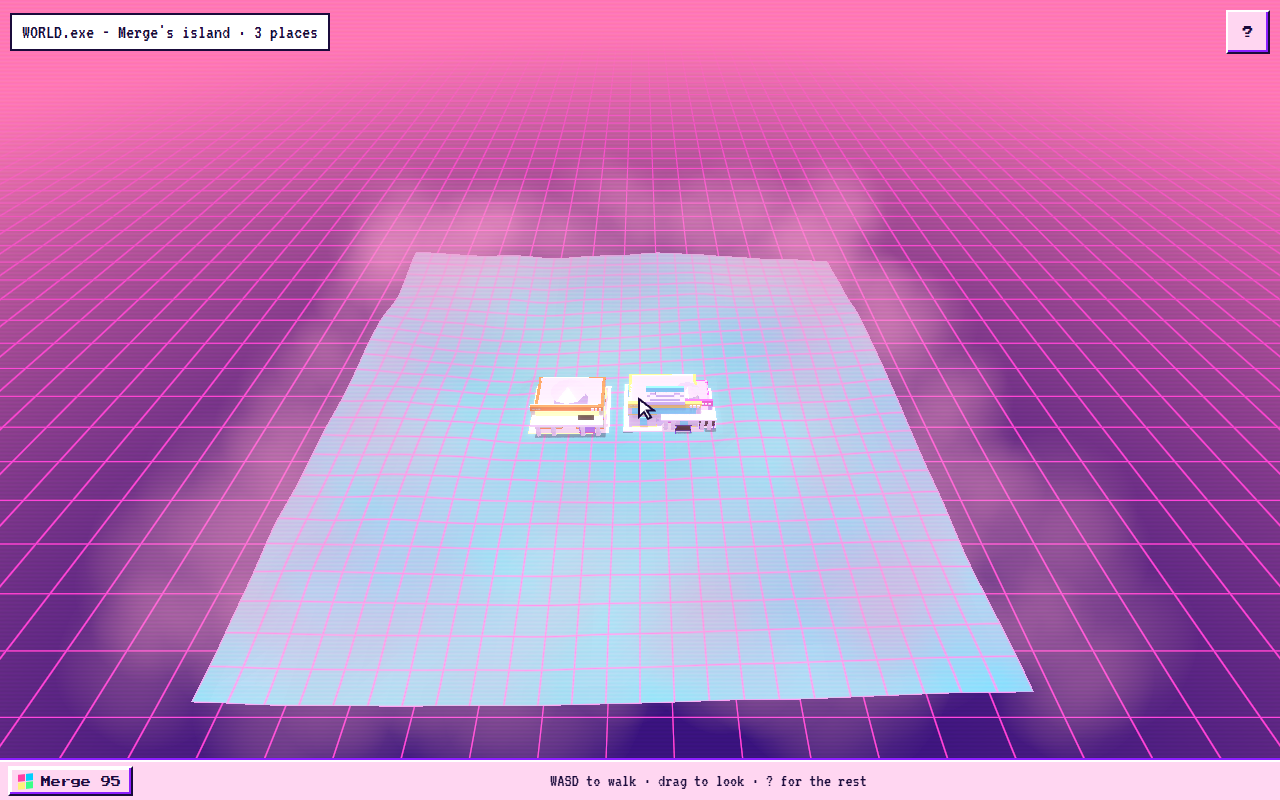 WORLD.exe - Merge's island · 3 places
?
Merge 95
WASD to walk · drag to look · ? for the rest